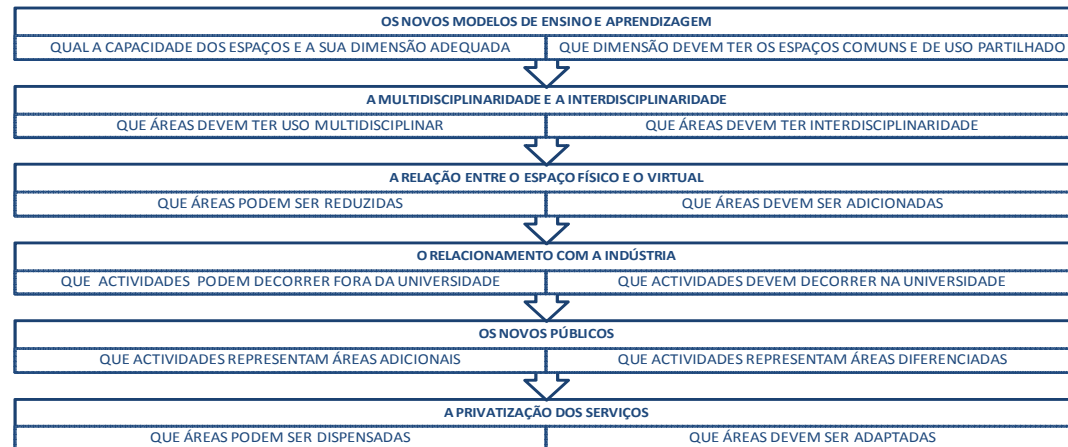 OS NOVOS MODELOS DE ENSINO E APRENDIZAGEM
QUAL A CAPACIDADE DOS ESPAÇOS E A SUA DIMENSÃO ADEQUADA QUE DIMENSÃO DEVEM TER OS ESPAÇOS COMUNS E DE USO PARTILHADO
A MULTIDISCIPLINARIDADE E A INTERDISCIPLINARIDADE
QUE ÁREAS DEVEM TER USO MULTIDISCIPLINAR QUE ÁREAS DEVEM TER INTERDISCIPLINARIDADE
A RELAÇÃO ENTRE O ESPAÇO FÍSICO E O VIRTUAL
QUE ÁREAS PODEM SER REDUZIDAS QUE ÁREAS DEVEM SER ADICIONADAS
O RELACIONAMENTO COM A INDÚSTRIA
QUE ACTIVIDADES PODEM DECORRER FORA DA UNIVERSIDADE QUE ACTIVIDADES DEVEM DECORRER NA UNIVERSIDADE
OS NOVOS PÚBLICOS
QUE ACTIVIDADES REPRESENTAM ÁREAS ADICIONAIS QUE ACTIVIDADES REPRESENTAM ÁREAS DIFERENCIADAS
A PRIVATIZAÇÃO DOS SERVIÇOS
QUE ÁREAS PODEM SER DISPENSADAS QUE ÁREAS DEVEM SER ADAPTADAS